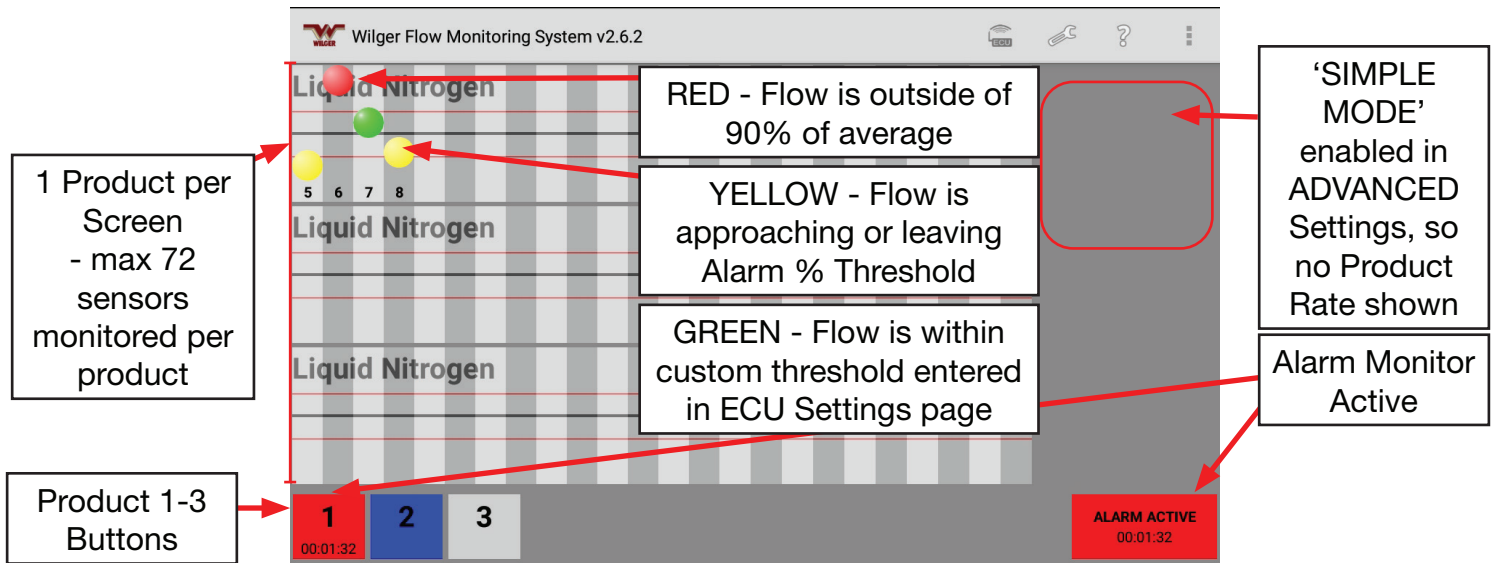 WILGER
Wilger Flow Monitoring System v2.6.2
ECU
?
Liquid Nitrogen
5 6 7 8
Liquid Nitrogen
Liquid Nitrogen
RED - Flow is outside of
90% of average
YELLOW - Flow is
approaching or leaving
Alarm % Threshold
GREEN - Flow is within
custom threshold entered
in ECU Settings page
1 Product per
Screen
- max 72
sensors
monitored per
product
‘SIMPLE
MODE’
enabled in
ADVANCED
Settings, so
no Product
Rate shown
Alarm Monitor
Active
Product 1-3
Buttons
1
00:01:32
2
3
ALARM ACTIVE
00:01:32